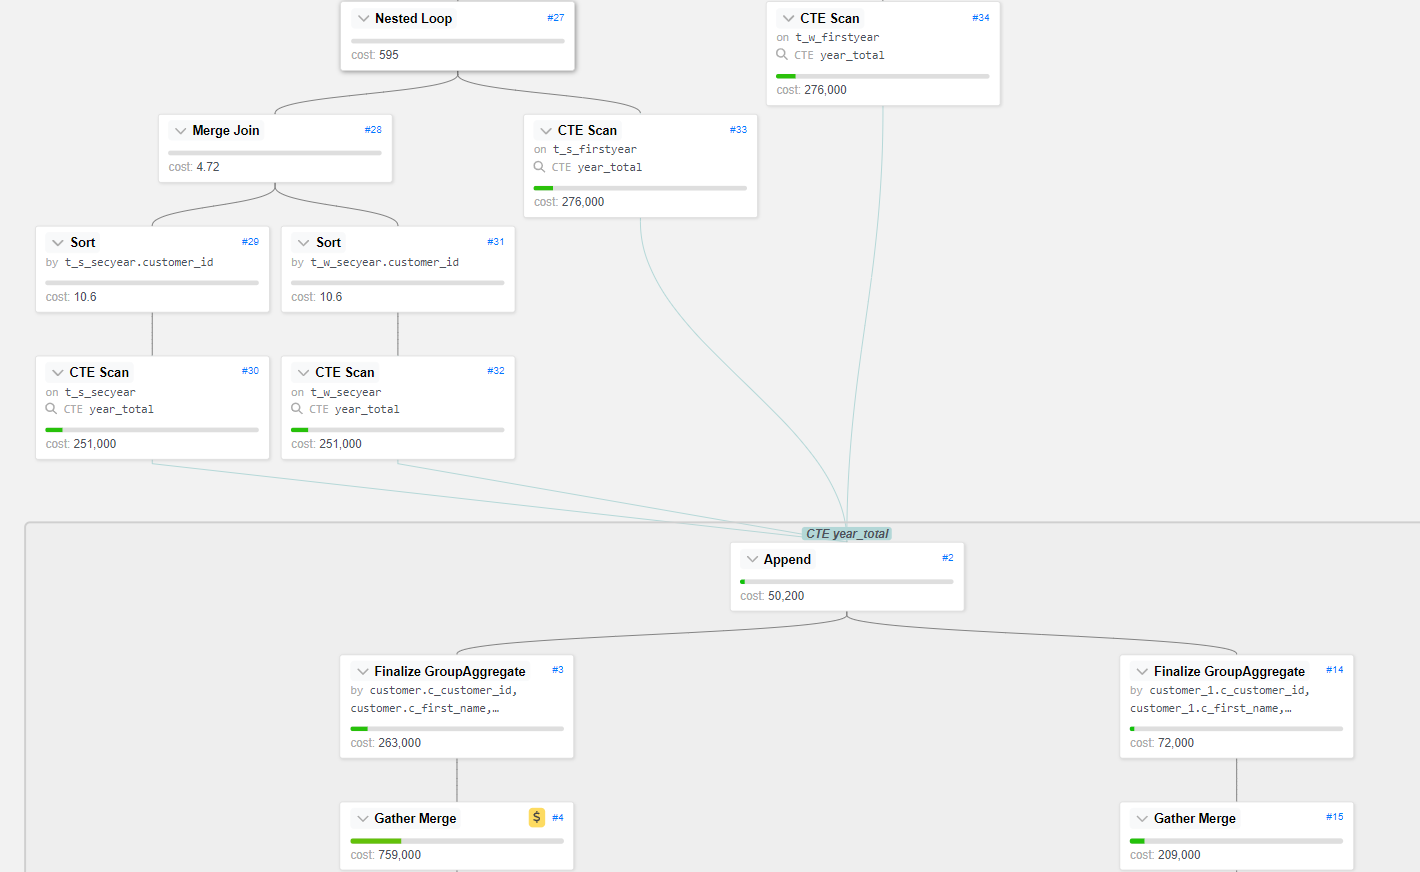 Nested Loop #27
cost: 595
CTE Scan #34
on t_w_firstyear
CTE year_total
cost: 276,000
Merge Join #28
cost: 4.72
CTE Scan #33
on t_s_firstyear
CTE year_total
cost: 276,000
Sort #29
by t_s_secyear.customer_id
cost: 10.6
Sort #31
by t_w_secyear.customer_id
cost: 10.6
CTE Scan #30
on t_s_secyear
CTE year_total
cost: 251,000
CTE Scan #32
on t_w_secyear
CTE year_total
cost: 251,000
CTE year_total
Append #2
cost: 50,200
Finalize GroupAggregate #3
by customer.c_customer_id,
customer.c_first_name,…
cost: 263,000
Finalize GroupAggregate #14
by customer_1.c_customer_id,
customer_1.c_first_name,…
cost: 72,000
Gather Merge $ #4
cost: 759,000
Gather Merge #15
cost: 209,000